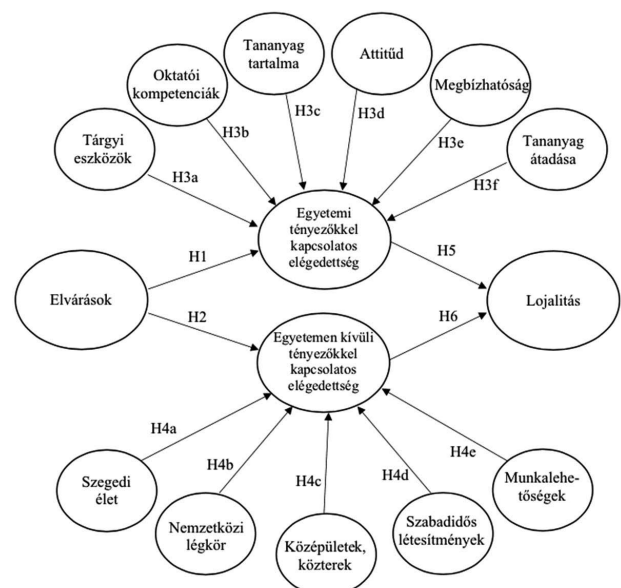 Tananyag
tartalma
Attitűd
Oktatói
kompetenciák
Megbízhatóság
Tárgyi
eszközök
Tananyag
átadása
H3a
H3b
H3c
H3d
H3e
H3f
Egyetemi
tényezőkkel
kapcsolatos
elégedettség
H1
H5
Elvárások
Lojalitás
H2
H6
Egyetemen kívüli
tényezőkkel
kapcsolatos
elégedettség
H4a
H4b
H4c
H4d
H4e
Szegedi
élet
Nemzetközi
légkör
Középületek,
közterek
Szabadidős
létesítmények
Munkalehe-
tőségek